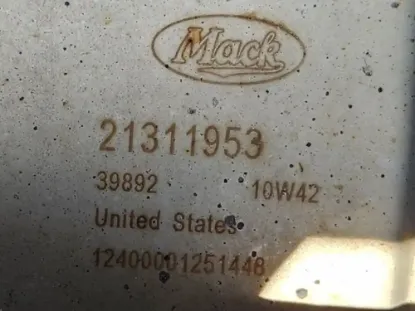 Mack
21311953
39892 10W42
United States
12400001251448